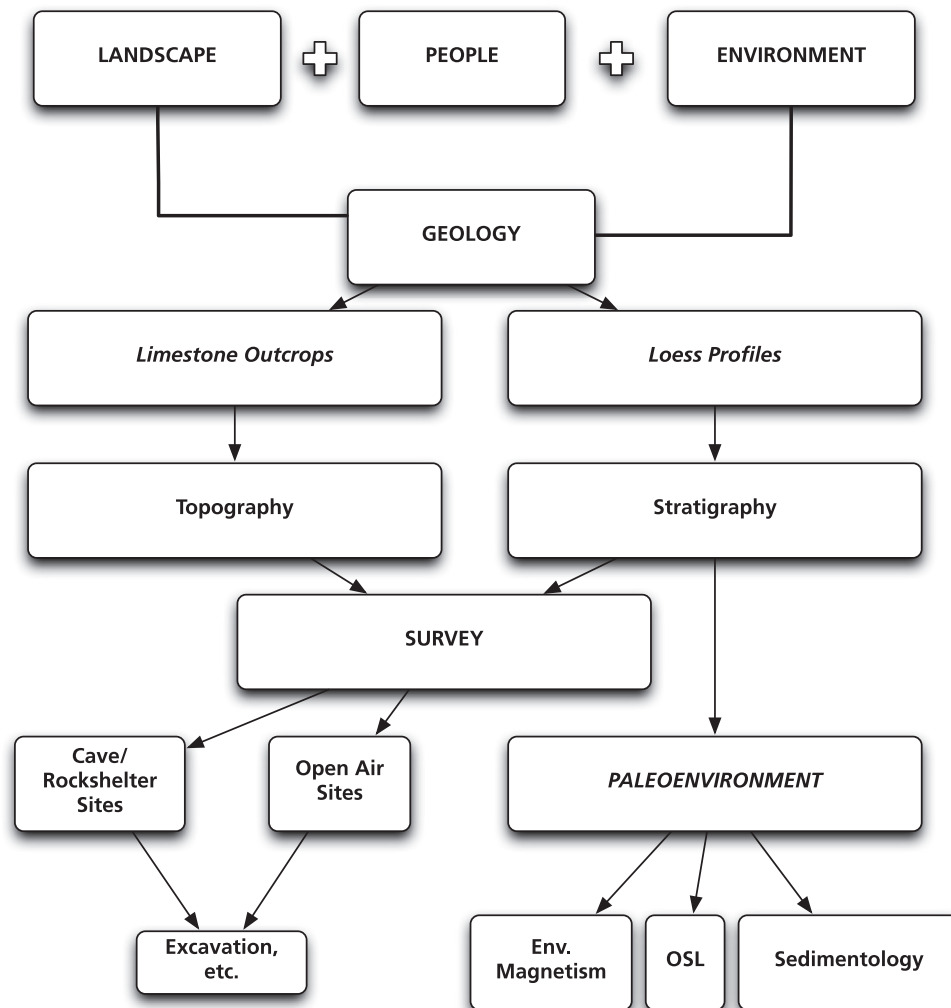 LANDSCAPE
PEOPLE
ENVIRONMENT
GEOLOGY
Limestone Outcrops
Loess Profiles
Topography
Stratigraphy
SURVEY
Cave/
Rockshelter
Sites
Open Air
Sites
PALEOENVIRONMENT
Excavation,
etc.
Env.
Magnetism
OSL
Sedimentology